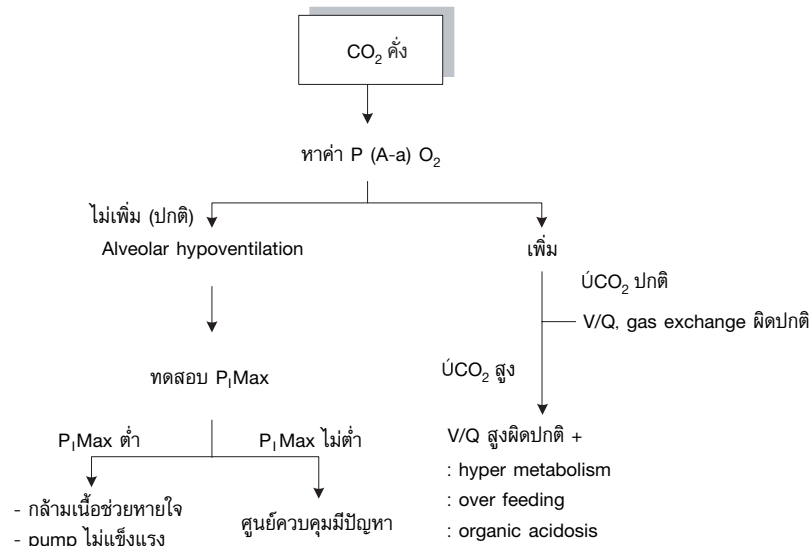 CO₂ คั่ง
หาค่า P (A-a) O₂
ไม่เพิ่ม (ปกติ)
Alveolar hypoventilation
เพิ่ม
ÚCO₂ ปกติ
V/Q, gas exchange ผิดปกติ
ทดสอบ PIMax
ÚCO₂ สูง
PIMax ต่ำ
PIMax ไม่ต่ำ
V/Q สูงผิดปกติ +
: hyper metabolism
: over feeding
: organic acidosis
- กล้ามเนื้อช่วยหายใจ
- pump ไม่แข็งแรง
ศูนย์ควบคุมมีปัญหา